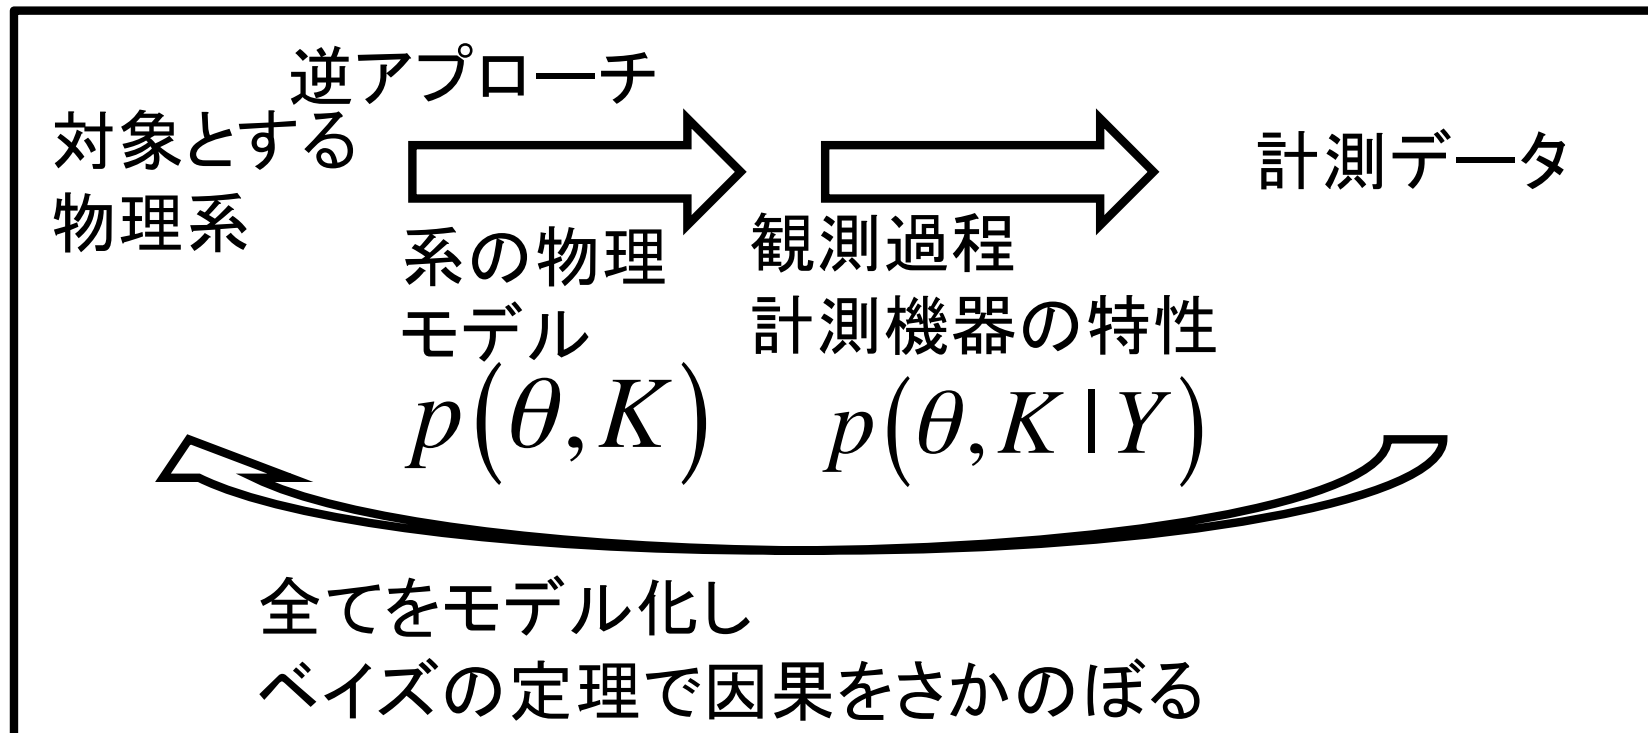 逆アプローチ
対象とする
物理系
系の物理
モデル
p(θ,K)
観測過程
計測機器の特性
p(θ,K|Y)
計測データ
全てをモデル化し
ベイズの定理で因果をさかのぼる